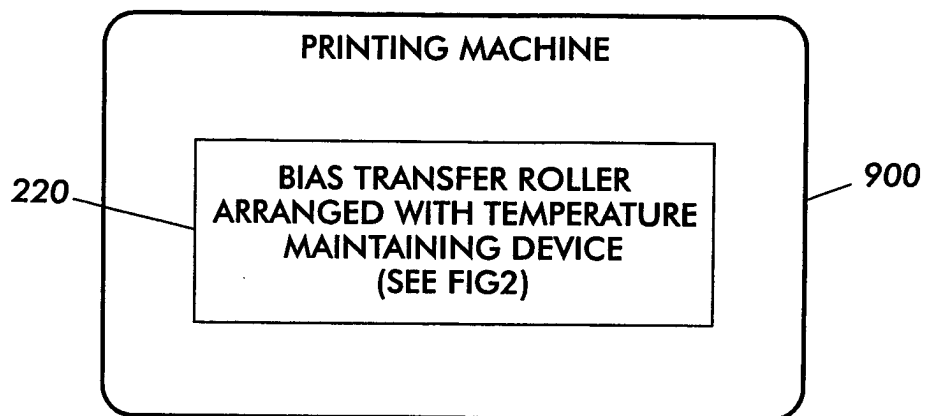 PRINTING MACHINE
220
900
BIAS TRANSFER ROLLER
ARRANGED WITH TEMPERATURE
MAINTAINING DEVICE
(SEE FIG2)